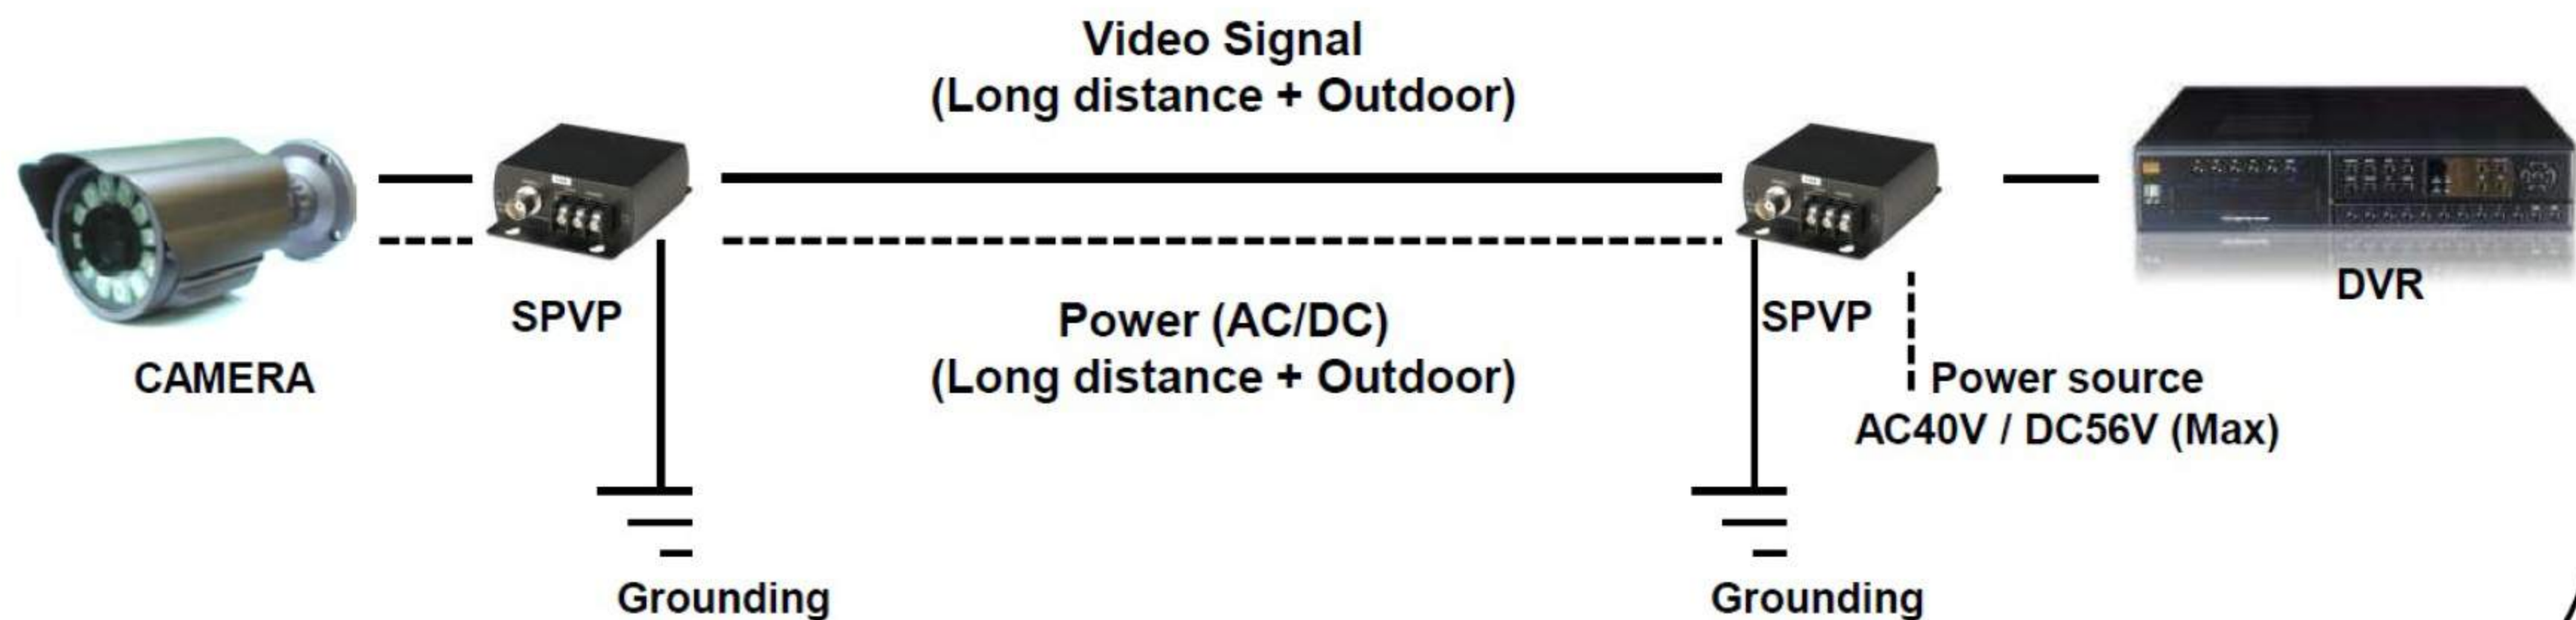 Video Signal
(Long distance + Outdoor)
CAMERA
SPVP
Power (AC/DC)
(Long distance + Outdoor)
SPVP
DVR
Power source
AC40V / DC56V (Max)
Grounding
Grounding